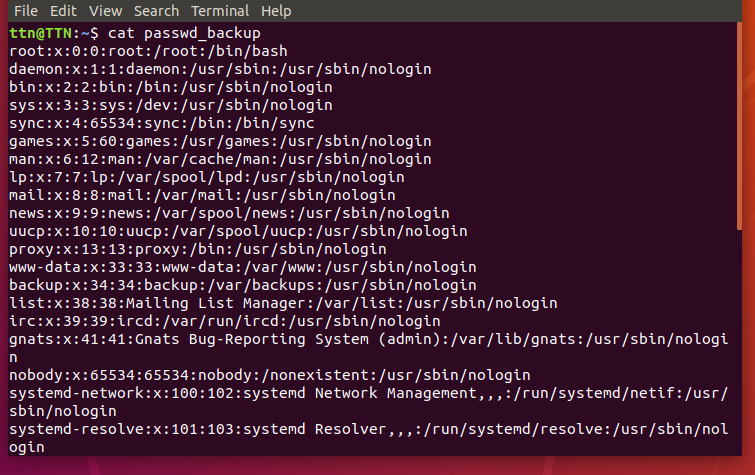 File Edit View Search Terminal Help
ttn@TTN:~$ cat passwd_backup
root:x:0:0:root:/root:/bin/bash
daemon:x:1:1:daemon:/usr/sbin:/usr/sbin/nologin
bin:x:2:2:bin:/bin:/usr/sbin/nologin
sys:x:3:3:sys:/dev:/usr/sbin/nologin
sync:x:4:65534:sync:/bin:/bin/sync
games:x:5:60:games:/usr/games:/usr/sbin/nologin
man:x:6:12:man:/var/cache/man:/usr/sbin/nologin
lp:x:7:7:lp:/var/spool/lpd:/usr/sbin/nologin
mail:x:8:8:mail:/var/mail:/usr/sbin/nologin
news:x:9:9:news:/var/spool/news:/usr/sbin/nologin
uucp:x:10:10:uucp:/var/spool/uucp:/usr/sbin/nologin
proxy:x:13:13:proxy:/bin:/usr/sbin/nologin
www-data:x:33:33:www-data:/var/www:/usr/sbin/nologin
backup:x:34:34:backup:/var/backups:/usr/sbin/nologin
list:x:38:38:Mailing List Manager:/var/list:/usr/sbin/nologin
irc:x:39:39:ircd:/var/run/ircd:/usr/sbin/nologin
gnats:x:41:41:Gnats Bug-Reporting System (admin):/var/lib/gnats:/usr/sbin/nologi
n
nobody:x:65534:65534:nobody:/nonexistent:/usr/sbin/nologin
systemd-network:x:100:102:systemd Network Management,,,:/run/systemd/netif:/usr/
sbin/nologin
systemd-resolve:x:101:103:systemd Resolver,,,:/run/systemd/resolve:/usr/sbin/nol
ogin